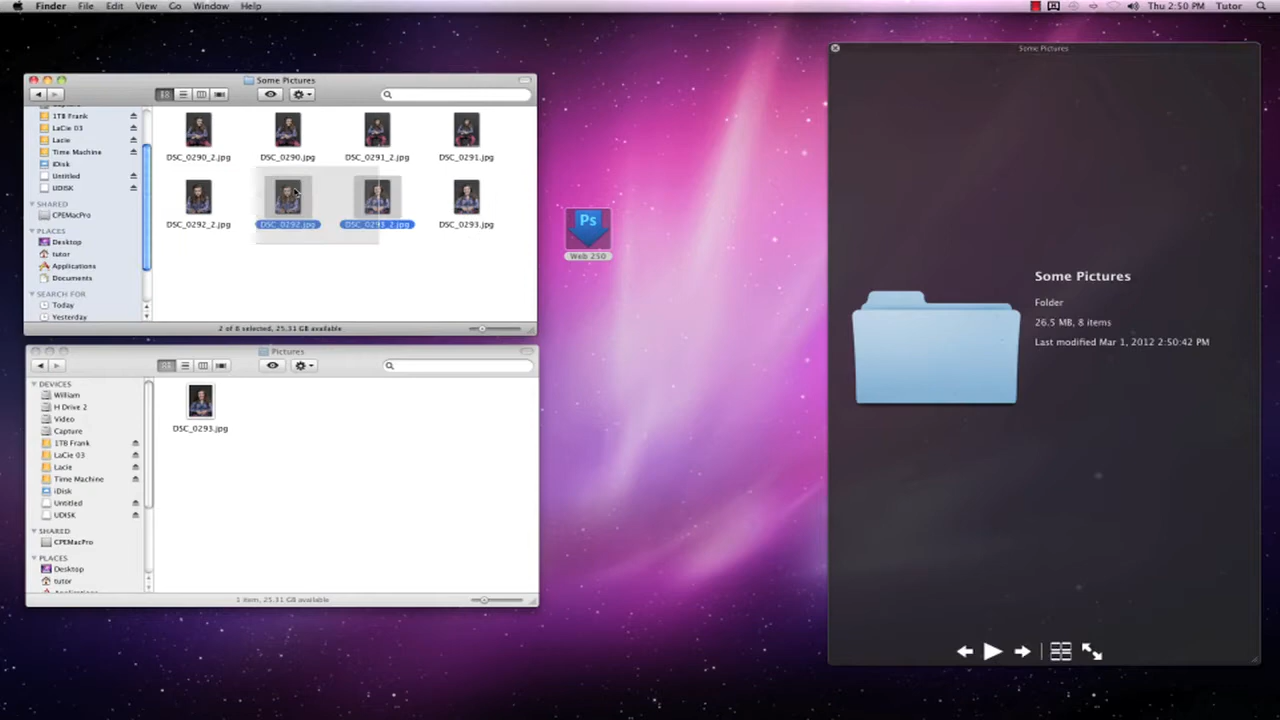 Finder File Edit View Go Window Help
Thu 2:50 PM Tutor
Some Pictures
1TB Frank
LaCie 03
Lacie
Time Machine
iDisk
Untitled
UDISK
SHARED
CPEMacPro
PLACES
Desktop
tutor
Applications
Documents
SEARCH FOR
Today
Yesterday
DSC_0290_2.jpg DSC_0290.jpg DSC_0291_2.jpg DSC_0291.jpg
DSC_0292_2.jpg DSC_0292.jpg DSC_0293_2.jpg DSC_0293.jpg
2 of 8 selected, 25.31 GB available
Pictures
DEVICES
William
H Drive 2
Video
Capture
1TB Frank
LaCie 03
Lacie
Time Machine
iDisk
Untitled
UDISK
SHARED
CPEMacPro
PLACES
Desktop
tutor
DSC_0293.jpg
1 item, 25.31 GB available
Ps
Web 250
Some Pictures
Some Pictures
Folder
26.5 MB, 8 items
Last modified Mar 1, 2012 2:50:42 PM